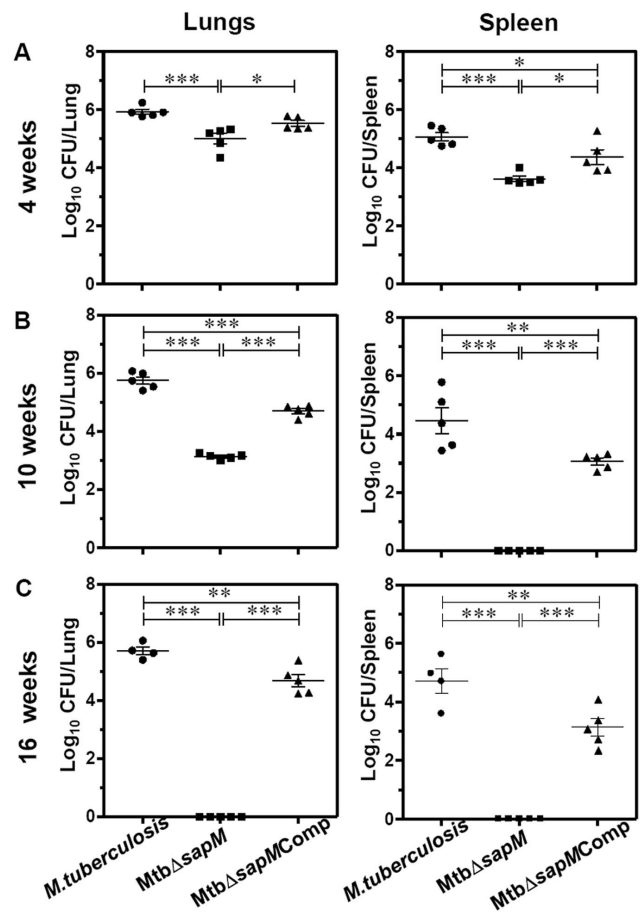 Lungs Spleen
A
4 weeks
Log10 CFU/Lung
8
6
4
2
0
*** *
Log10 CFU/Spleen
8
6
4
2
0
*
*** *
B
10 weeks
Log10 CFU/Lung
8
6
4
2
0
***
*** ***
Log10 CFU/Spleen
8
6
4
2
0
**
*** ***
C
16 weeks
Log10 CFU/Lung
8
6
4
2
0
**
*** ***
Log10 CFU/Spleen
8
6
4
2
0
**
*** ***
M.tuberculosis
MtbΔsapM
MtbΔsapMComp
M.tuberculosis
MtbΔsapM
MtbΔsapMComp